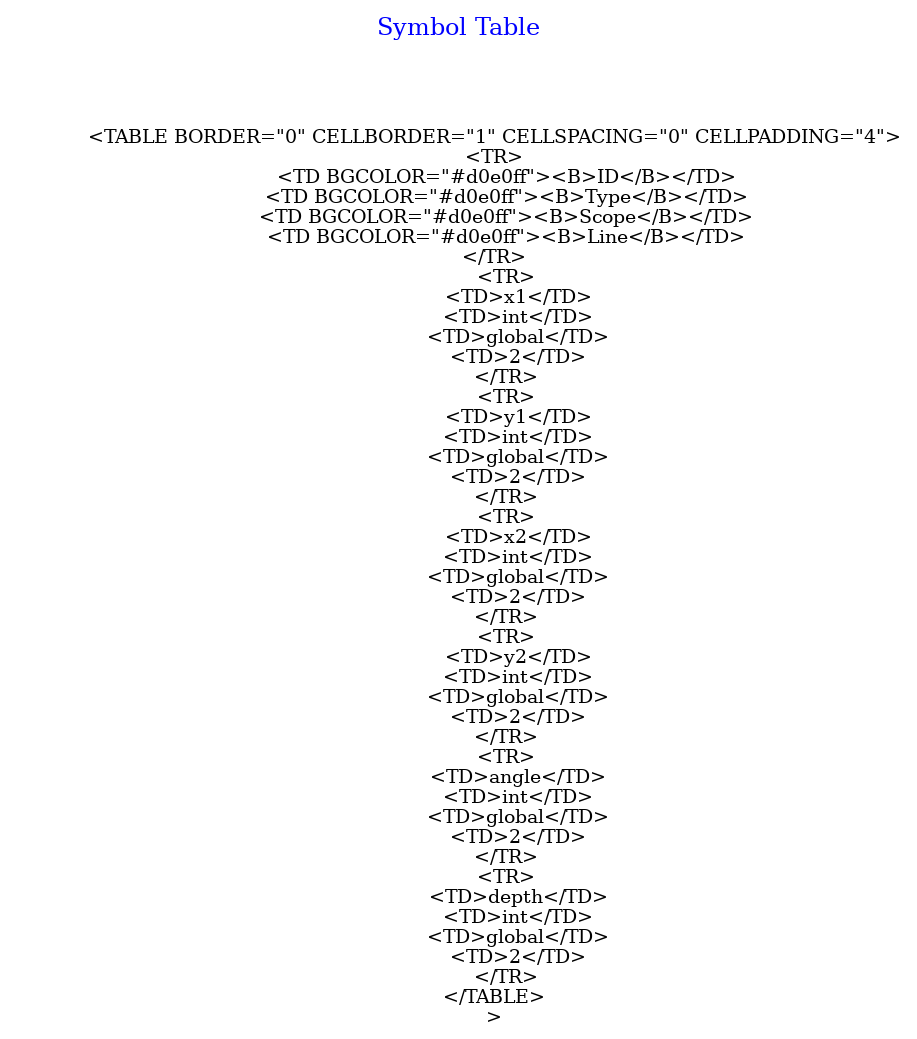 Symbol Table
<TABLE BORDER="0" CELLBORDER="1" CELLSPACING="0" CELLPADDING="4">
<TR>
<TD BGCOLOR="#d0e0ff"><B>ID</B></TD>
<TD BGCOLOR="#d0e0ff"><B>Type</B></TD>
<TD BGCOLOR="#d0e0ff"><B>Scope</B></TD>
<TD BGCOLOR="#d0e0ff"><B>Line</B></TD>
</TR>
<TR>
<TD>x1</TD>
<TD>int</TD>
<TD>global</TD>
<TD>2</TD>
</TR>
<TR>
<TD>y1</TD>
<TD>int</TD>
<TD>global</TD>
<TD>2</TD>
</TR>
<TR>
<TD>x2</TD>
<TD>int</TD>
<TD>global</TD>
<TD>2</TD>
</TR>
<TR>
<TD>y2</TD>
<TD>int</TD>
<TD>global</TD>
<TD>2</TD>
</TR>
<TR>
<TD>angle</TD>
<TD>int</TD>
<TD>global</TD>
<TD>2</TD>
</TR>
<TR>
<TD>depth</TD>
<TD>int</TD>
<TD>global</TD>
<TD>2</TD>
</TR>
</TABLE>
>